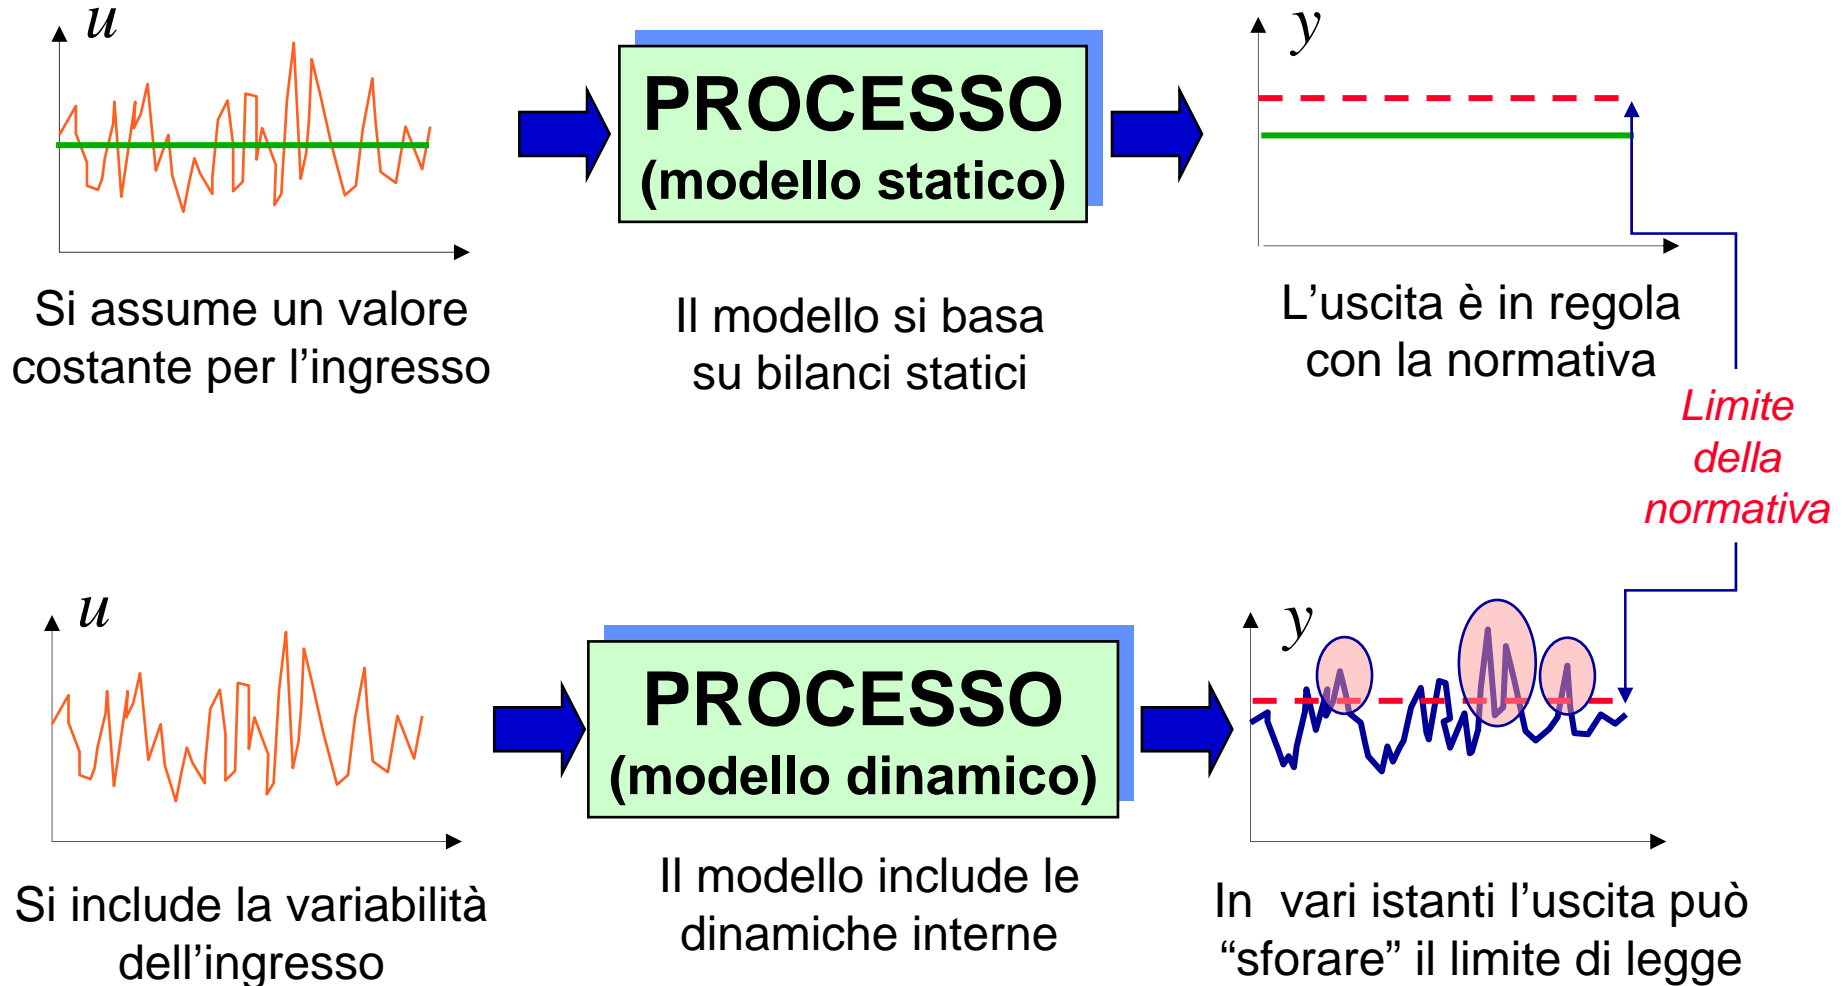 u
PROCESSO
(modello statico)
y
Si assume un valore
costante per l'ingresso
Il modello si basa
su bilanci statici
L'uscita è in regola
con la normativa
Limite
della
normativa
u
PROCESSO
(modello dinamico)
y
Si include la variabilità
dell'ingresso
Il modello include le
dinamiche interne
In vari istanti l'uscita può
“sforare” il limite di legge